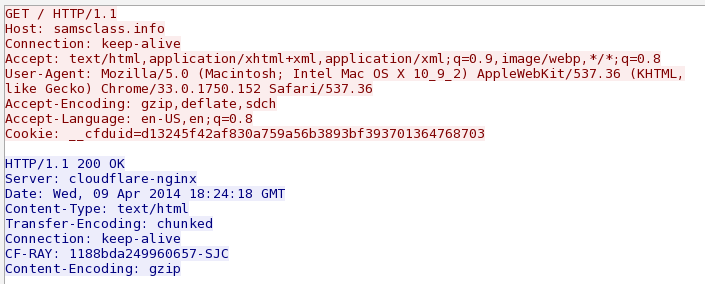 GET / HTTP/1.1
Host: samsclass.info
Connection: keep-alive
Accept: text/html,application/xhtml+xml,application/xml;q=0.9,image/webp,*/*;q=0.8
User-Agent: Mozilla/5.0 (Macintosh; Intel Mac OS X 10_9_2) AppleWebKit/537.36 (KHTML,
like Gecko) Chrome/33.0.1750.152 Safari/537.36
Accept-Encoding: gzip,deflate,sdch
Accept-Language: en-US,en;q=0.8
Cookie: __cfduid=d13245f42af830a759a56b3893bf393701364768703

HTTP/1.1 200 OK
Server: cloudflare-nginx
Date: Wed, 09 Apr 2014 18:24:18 GMT
Content-Type: text/html
Transfer-Encoding: chunked
Connection: keep-alive
CF-RAY: 1188bda249960657-SJC
Content-Encoding: gzip